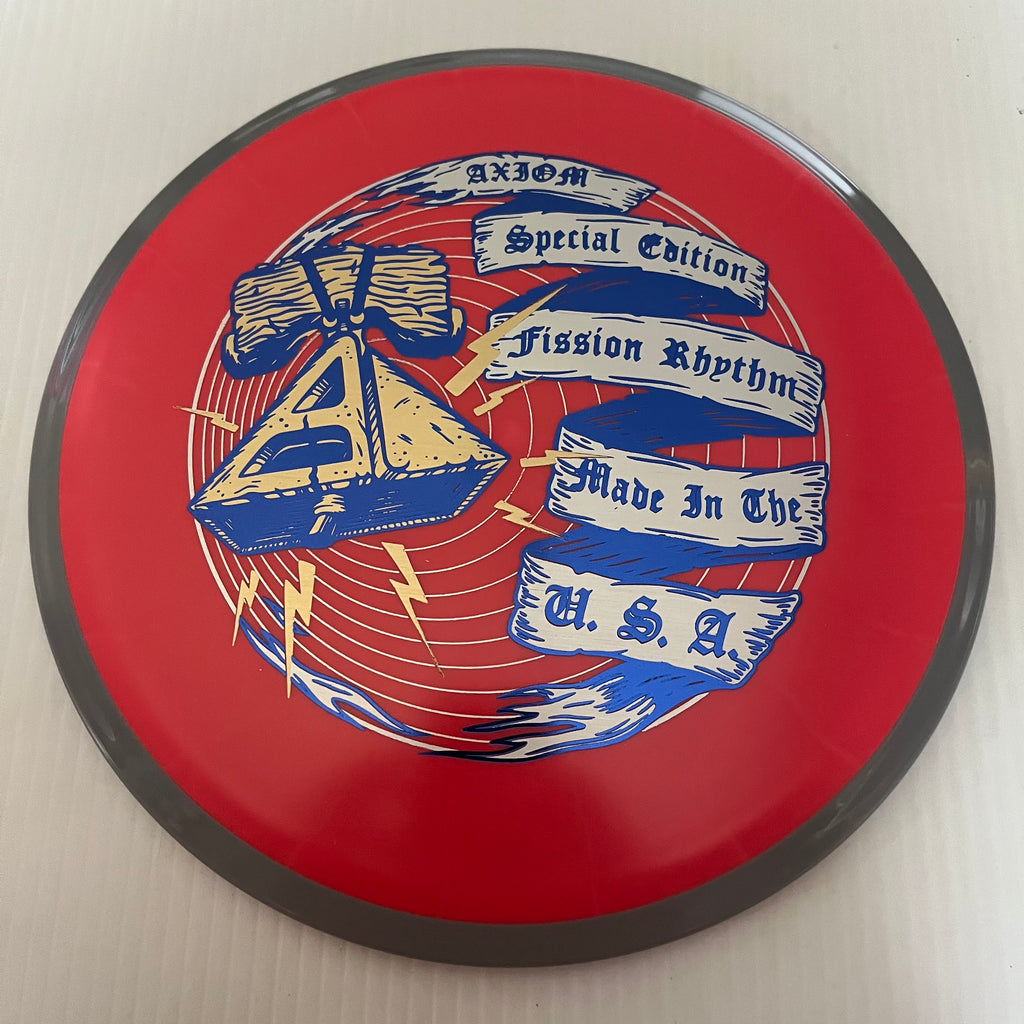 AXIOM
Special Edition
Fission Rhythm
Made In The
U. S. A.